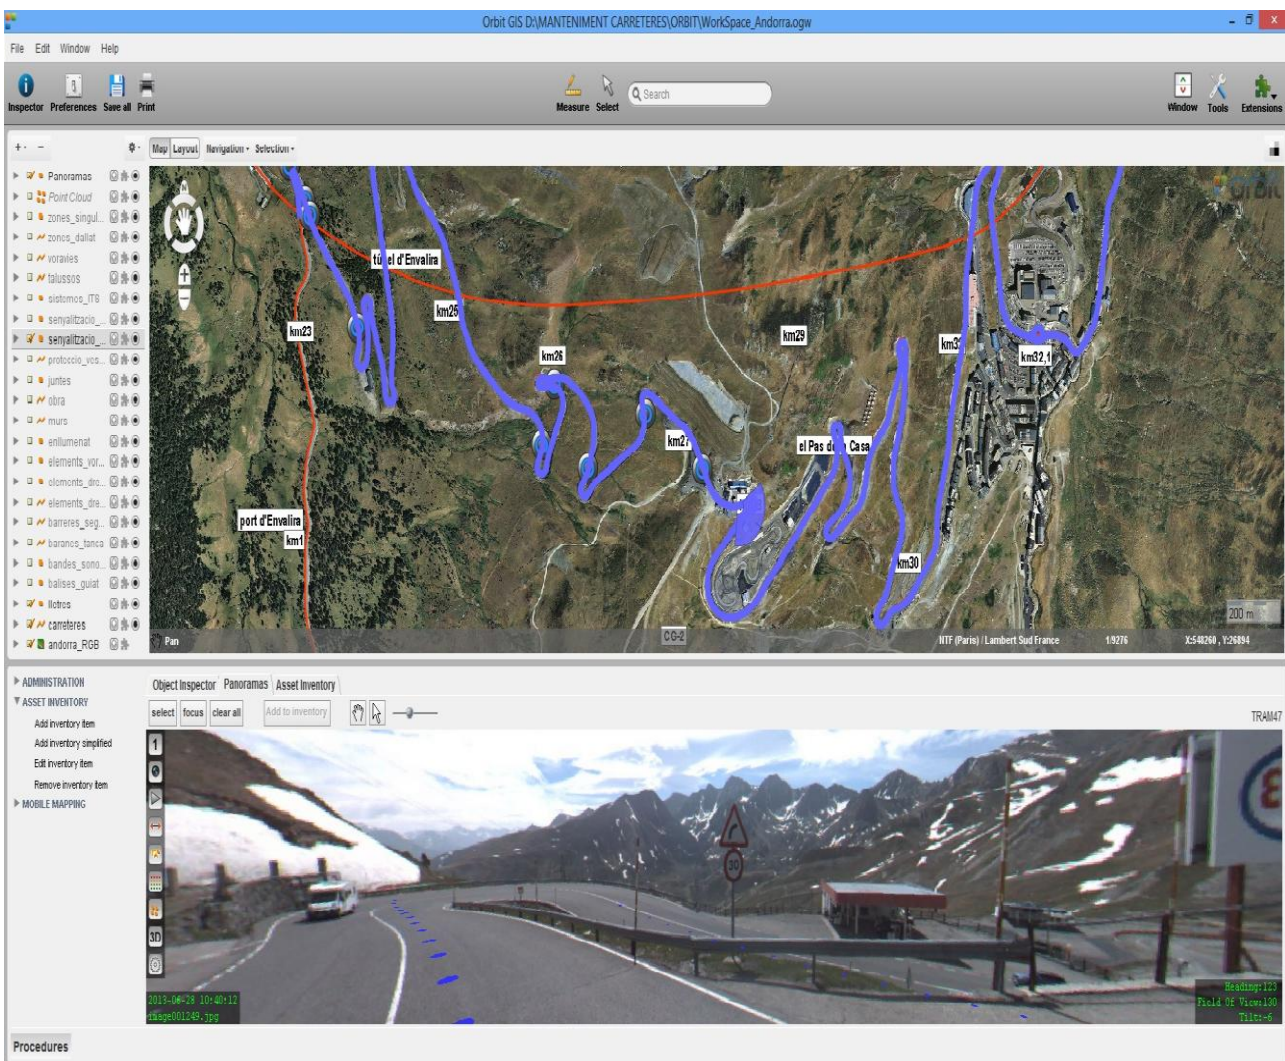 Orbit GIS D:\MANTENIMENT CARRETERES\ORBIT\WorkSpace_Andorra.ogw
File Edit Window Help
Inspector Preferences Save all Print
Measure Select
Search
Window Tools Extensions
Map Layout Navigation Selection
Panoramas
Point Cloud
zones_singul...
zones_dallat
voravies
talussos
sistemes_ITS
senyalitzacio_...
senyalitzacio_...
juntes
obra
murs
enllumenat
elements_vor...
elements_dre...
elements_dre...
barreres_seg...
baranes_tanca
bandes_sono...
balises_guiat
carreteres
andorra_RGB
N
Orbit
túnel d'Envalira
km23
km25
km26
km29
km32,1
km27
el Pas de la Casa
port d'Envalira
km1
km30
200 m
Pan
CG-2
NTF (Paris) / Lambert Sud France
1/9276
X:548260 , Y:26894
ADMINISTRATION
ASSET INVENTORY
Add inventory item
Add inventory simplified
Edit inventory item
Remove inventory item
MOBILE MAPPING
Object Inspector Panoramas Asset Inventory
select focus clear all Add to inventory
TRAM47
1
3D
30
2013-06-28 10:40:12
image001249.jpg
Heading:123
Field Of View:130
Tilt:-6
Procedures